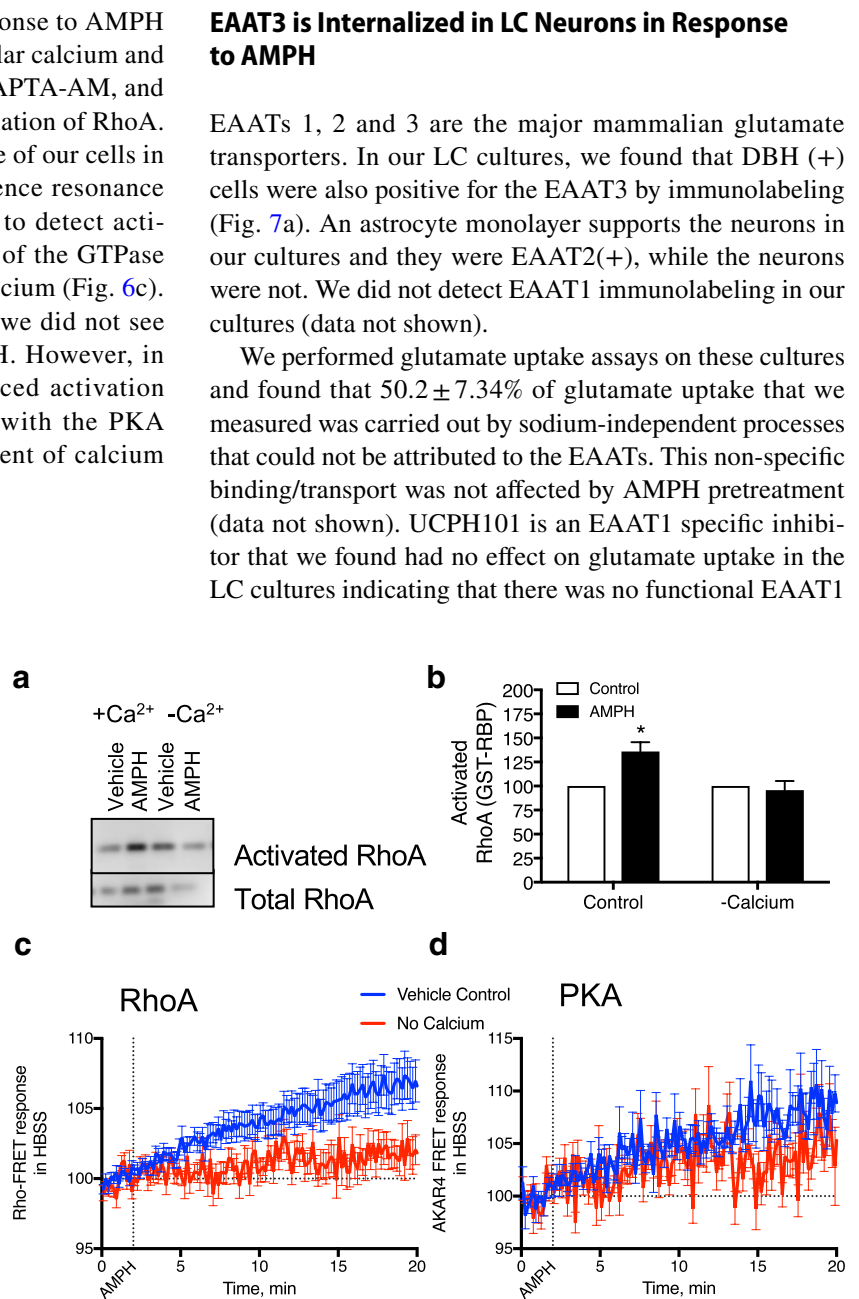 ponse to AMPH
lar calcium and
APTA-AM, and
ation of RhoA.
e of our cells in
ence resonance
to detect acti-
of the GTPase
cium (Fig. 6c).
we did not see
H. However, in
ced activation
with the PKA
ent of calcium
EAAT3 is Internalized in LC Neurons in Response
to AMPH
EAATs 1, 2 and 3 are the major mammalian glutamate
transporters. In our LC cultures, we found that DBH (+)
cells were also positive for the EAAT3 by immunolabeling
(Fig. 7a). An astrocyte monolayer supports the neurons in
our cultures and they were EAAT2(+), while the neurons
were not. We did not detect EAAT1 immunolabeling in our
cultures (data not shown).
We performed glutamate uptake assays on these cultures
and found that 50.2 ± 7.34% of glutamate uptake that we
measured was carried out by sodium-independent processes
that could not be attributed to the EAATs. This non-specific
binding/transport was not affected by AMPH pretreatment
(data not shown). UCPH101 is an EAAT1 specific inhibi-
tor that we found had no effect on glutamate uptake in the
LC cultures indicating that there was no functional EAAT1
a
+Ca²⁺ -Ca²⁺
Vehicle
AMPH
Vehicle
AMPH
Activated RhoA
Total RhoA
b
Activated
RhoA (GST-RBP)
200
175
150
125
100
75
50
25
0
Control
AMPH
*
Control -Calcium
c
RhoA
Vehicle Control
No Calcium
Rho-FRET response
in HBSS
110
105
100
95
AMPH 5 10 15 20
Time, min
d
PKA
AKAR4 FRET response
in HBSS
115
110
105
100
95
0 AMPH 5 10 15 20
Time, min
0